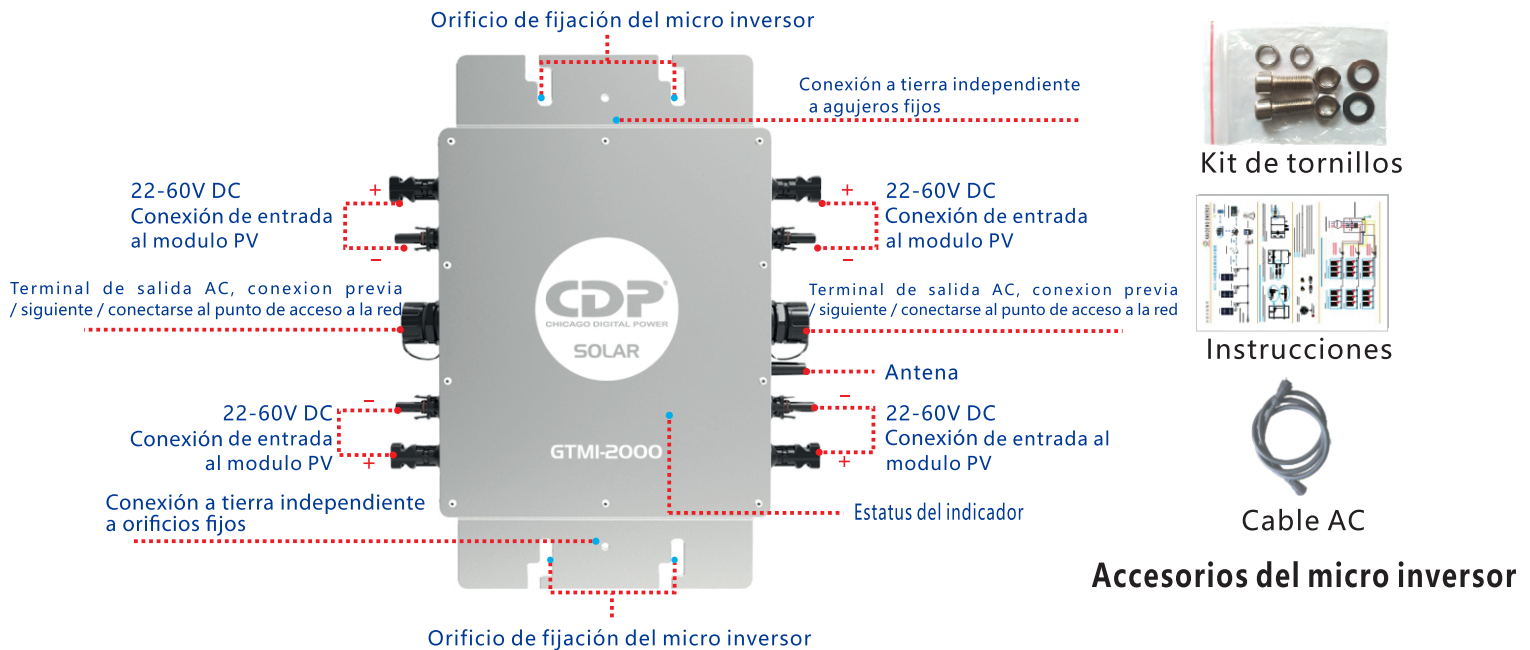 Orificio de fijación del micro inversor
Conexión a tierra independiente
a agujeros fijos
22-60V DC
Conexión de entrada
al modulo PV
+
−
22-60V DC
Conexión de entrada
al modulo PV
+
−
Terminal de salida AC, conexion previa
/ siguiente / conectarse al punto de acceso a la red
CDP®
CHICAGO DIGITAL POWER
SOLAR
Terminal de salida AC, conexion previa
/ siguiente / conectarse al punto de acceso a la red
Antena
22-60V DC
Conexión de entrada
al modulo PV
−
+
GTMI-2000
22-60V DC
Conexión de entrada al
modulo PV
−
+
Conexión a tierra independiente
a orificios fijos
Estatus del indicador
Orificio de fijación del micro inversor
Kit de tornillos
Instrucciones
Cable AC
Accesorios del micro inversor